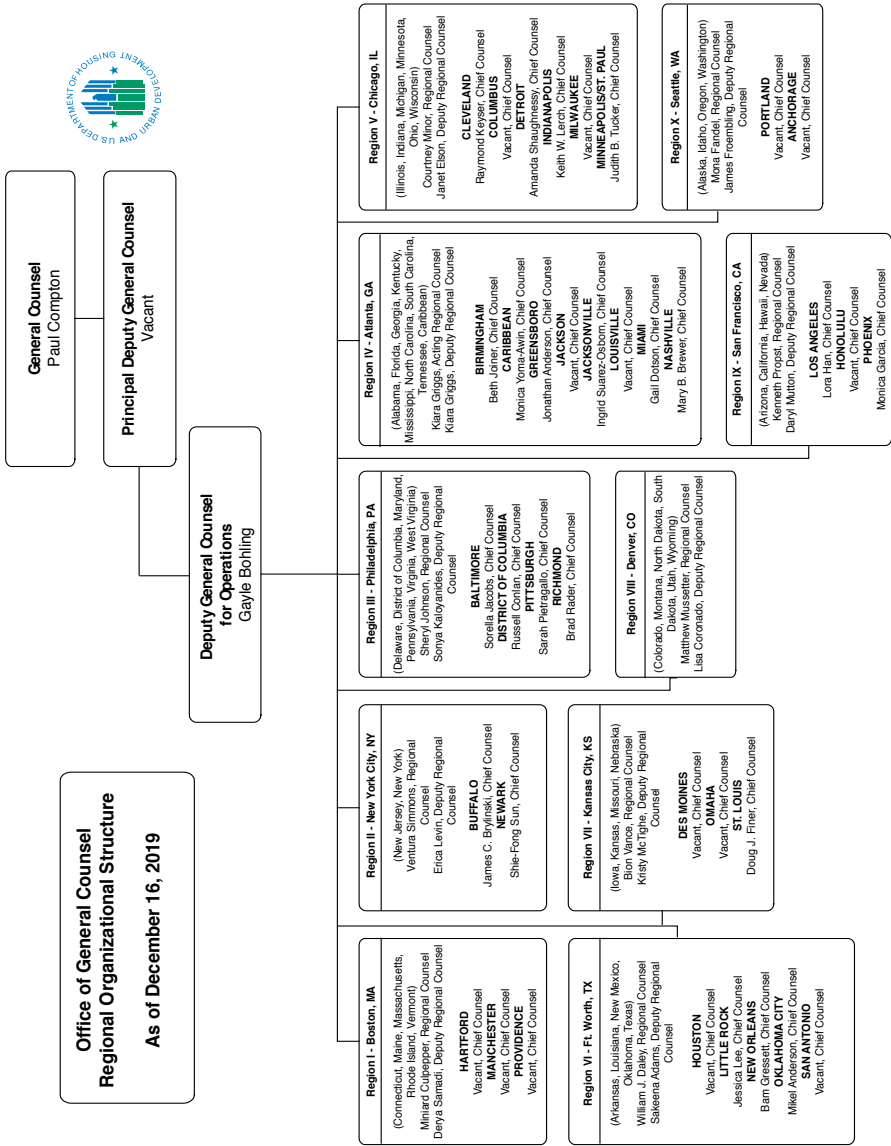 Office of General Counsel
Regional Organizational Structure
As of December 16, 2019
General Counsel
Paul Compton
Principal Deputy General Counsel
Vacant
Deputy General Counsel
for Operations
Gayle Bohling
U.S. DEPARTMENT OF HOUSING
AND URBAN DEVELOPMENT
Region I - Boston, MA
(Connecticut, Maine, Massachusetts,
Rhode Island, Vermont)
Miniard Culpepper, Regional Counsel
Derya Samadi, Deputy Regional Counsel
HARTFORD
Vacant, Chief Counsel
MANCHESTER
Vacant, Chief Counsel
PROVIDENCE
Vacant, Chief Counsel
Region II - New York City, NY
(New Jersey, New York)
Ventura Simmons, Regional
Counsel
Erica Levin, Deputy Regional
Counsel
BUFFALO
James C. Brylinski, Chief Counsel
NEWARK
Shie-Fong Sun, Chief Counsel
Region III - Philadelphia, PA
(Delaware, District of Columbia, Maryland,
Pennsylvania, Virginia, West Virginia)
Sheryl Johnson, Regional Counsel
Sonya Kaloyanides, Deputy Regional
Counsel
BALTIMORE
Sorella Jacobs, Chief Counsel
DISTRICT OF COLUMBIA
Russell Conlan, Chief Counsel
PITTSBURGH
Sarah Pietragallo, Chief Counsel
RICHMOND
Brad Rader, Chief Counsel
Region IV - Atlanta, GA
(Alabama, Florida, Georgia, Kentucky,
Mississippi, North Carolina, South Carolina,
Tennessee, Caribbean)
Kiara Griggs, Acting Regional Counsel
Kiara Griggs, Deputy Regional Counsel
BIRMINGHAM
Beth Joiner, Chief Counsel
CARIBBEAN
Monica Yoma-Awin, Chief Counsel
GREENSBORO
Jonathan Anderson, Chief Counsel
JACKSON
Vacant, Chief Counsel
JACKSONVILLE
Ingrid Suarez-Osborn, Chief Counsel
LOUISVILLE
Vacant, Chief Counsel
MIAMI
Gail Dotson, Chief Counsel
NASHVILLE
Mary B. Brewer, Chief Counsel
Region V - Chicago, IL
(Illinois, Indiana, Michigan, Minnesota,
Ohio, Wisconsin)
Courtney Minor, Regional Counsel
Janet Elson, Deputy Regional Counsel
CLEVELAND
Raymond Keyser, Chief Counsel
COLUMBUS
Vacant, Chief Counsel
DETROIT
Amanda Shaughnessy, Chief Counsel
INDIANAPOLIS
Keith W. Lerch, Chief Counsel
MILWAUKEE
Vacant, Chief Counsel
MINNEAPOLIS/ST. PAUL
Judith B. Tucker, Chief Counsel
Region VI - Ft. Worth, TX
(Arkansas, Louisiana, New Mexico,
Oklahoma, Texas)
William J. Daley, Regional Counsel
Sakeena Adams, Deputy Regional
Counsel
HOUSTON
Vacant, Chief Counsel
LITTLE ROCK
Jessica Lee, Chief Counsel
NEW ORLEANS
Bam Gressett, Chief Counsel
OKLAHOMA CITY
Mikel Anderson, Chief Counsel
SAN ANTONIO
Vacant, Chief Counsel
Region VII - Kansas City, KS
(Iowa, Kansas, Missouri, Nebraska)
Bion Vance, Regional Counsel
Kristy McTighe, Deputy Regional
Counsel
DES MOINES
Vacant, Chief Counsel
OMAHA
Vacant, Chief Counsel
ST. LOUIS
Doug J. Finer, Chief Counsel
Region VIII - Denver, CO
(Colorado, Montana, North Dakota, South
Dakota, Utah, Wyoming)
Matthew Mussetter, Regional Counsel
Lisa Coronado, Deputy Regional Counsel
Region IX - San Francisco, CA
(Arizona, California, Hawaii, Nevada)
Kenneth Propst, Regional Counsel
Daryl Mutton, Deputy Regional Counsel
LOS ANGELES
Lora Han, Chief Counsel
HONOLULU
Vacant, Chief Counsel
PHOENIX
Monica Garcia, Chief Counsel
Region X - Seattle, WA
(Alaska, Idaho, Oregon, Washington)
Mona Fandel, Regional Counsel
James Froembling, Deputy Regional
Counsel
PORTLAND
Vacant, Chief Counsel
ANCHORAGE
Vacant, Chief Counsel